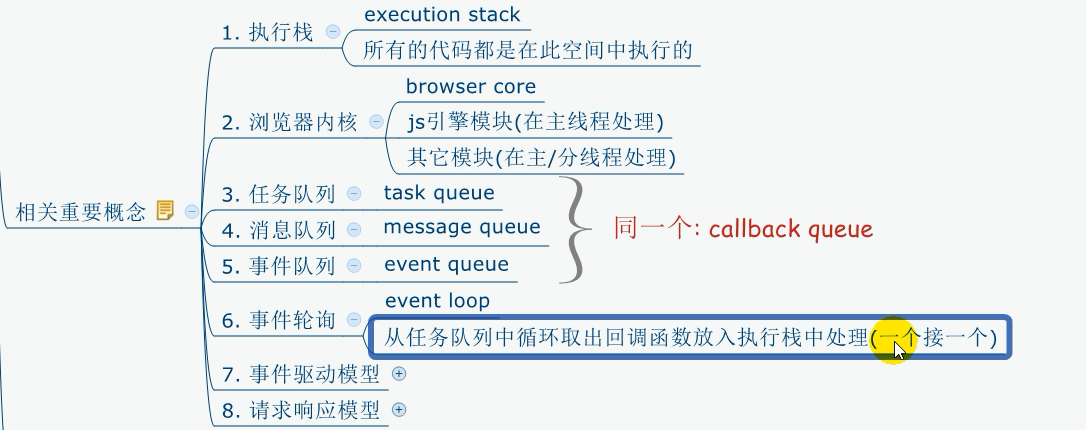 相关重要概念
1. 执行栈
execution stack
所有的代码都是在此空间中执行的
2. 浏览器内核
browser core
js引擎模块(在主线程处理)
其它模块(在主/分线程处理)
3. 任务队列
task queue
4. 消息队列
message queue
5. 事件队列
event queue
同一个: callback queue
6. 事件轮询
event loop
从任务队列中循环取出回调函数放入执行栈中处理(一个接一个)
7. 事件驱动模型
8. 请求响应模型